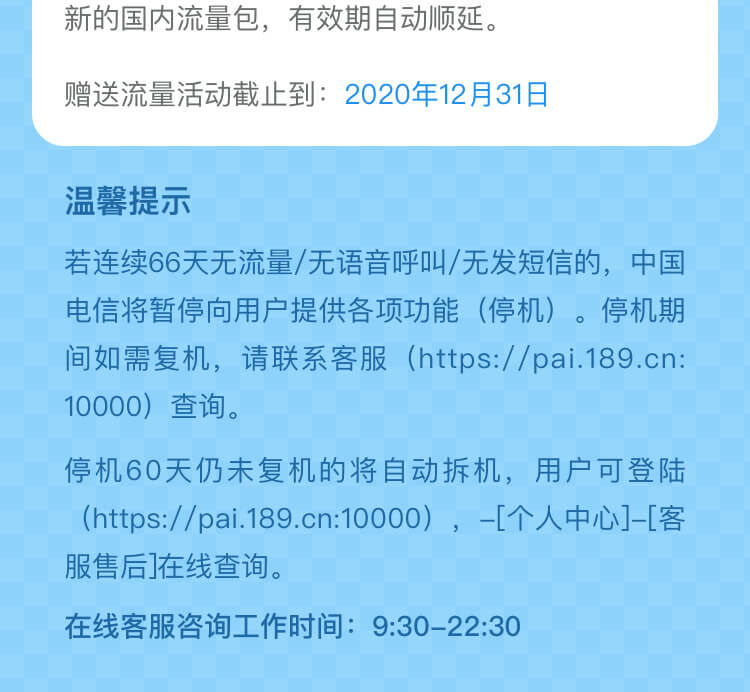 新的国内流量包，有效期自动顺延。
赠送流量活动截止到：2020年12月31日
温馨提示
若连续66天无流量/无语音呼叫/无发短信的，中国
电信将暂停向用户提供各项功能（停机）。停机期
间如需复机，请联系客服（https://pai.189.cn:
10000）查询。
停机60天仍未复机的将自动拆机，用户可登陆
（https://pai.189.cn:10000），–[个人中心]–[客
服售后]在线查询。
在线客服咨询工作时间：9:30–22:30